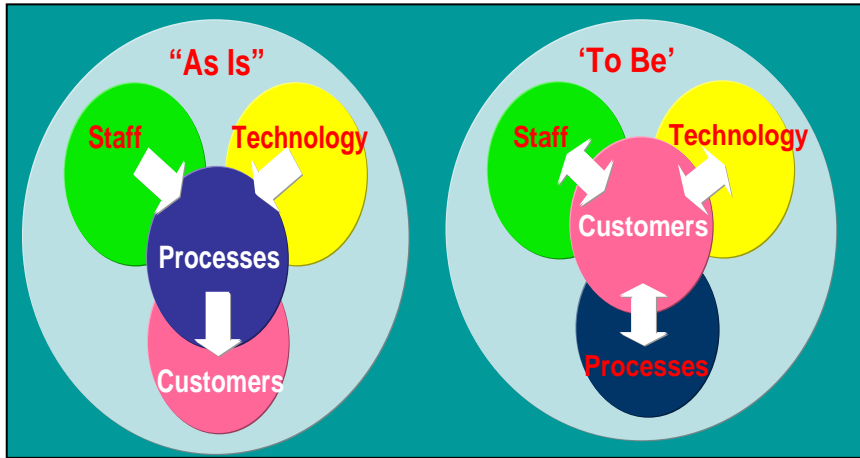 “As Is”
Staff
Technology
Processes
Customers
‘To Be’
Staff
Technology
Customers
Processes